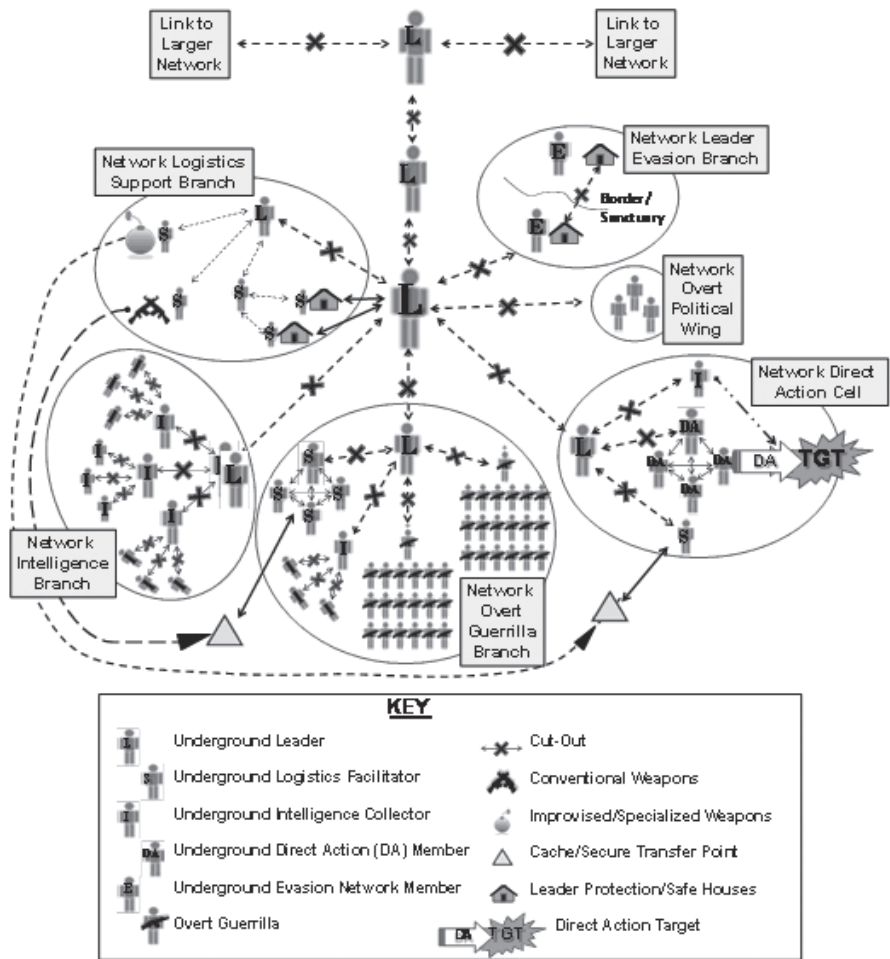 Link to
Larger
Network
L
Link to
Larger
Network
L
Network Logistics
Support Branch
Network Leader
Evasion Branch
E
Border/
Sanctuary
E
L
S
S
S
S
S
L
Network
Overt
Political
Wing
Network Direct
Action Cell
I
L
DA
DA
DA
DA
S
DA
TGT
I
I
I
I
I
I
I
L
Network
Intelligence
Branch
S
S
S
S
L
I
Network
Overt
Guerrilla
Branch
KEY
L Underground Leader
S Underground Logistics Facilitator
I Underground Intelligence Collector
DA Underground Direct Action (DA) Member
E Underground Evasion Network Member
Overt Guerrilla
Cut-Out
Conventional Weapons
Improvised/Specialized Weapons
Cache/Secure Transfer Point
Leader Protection/Safe Houses
DA TGT Direct Action Target